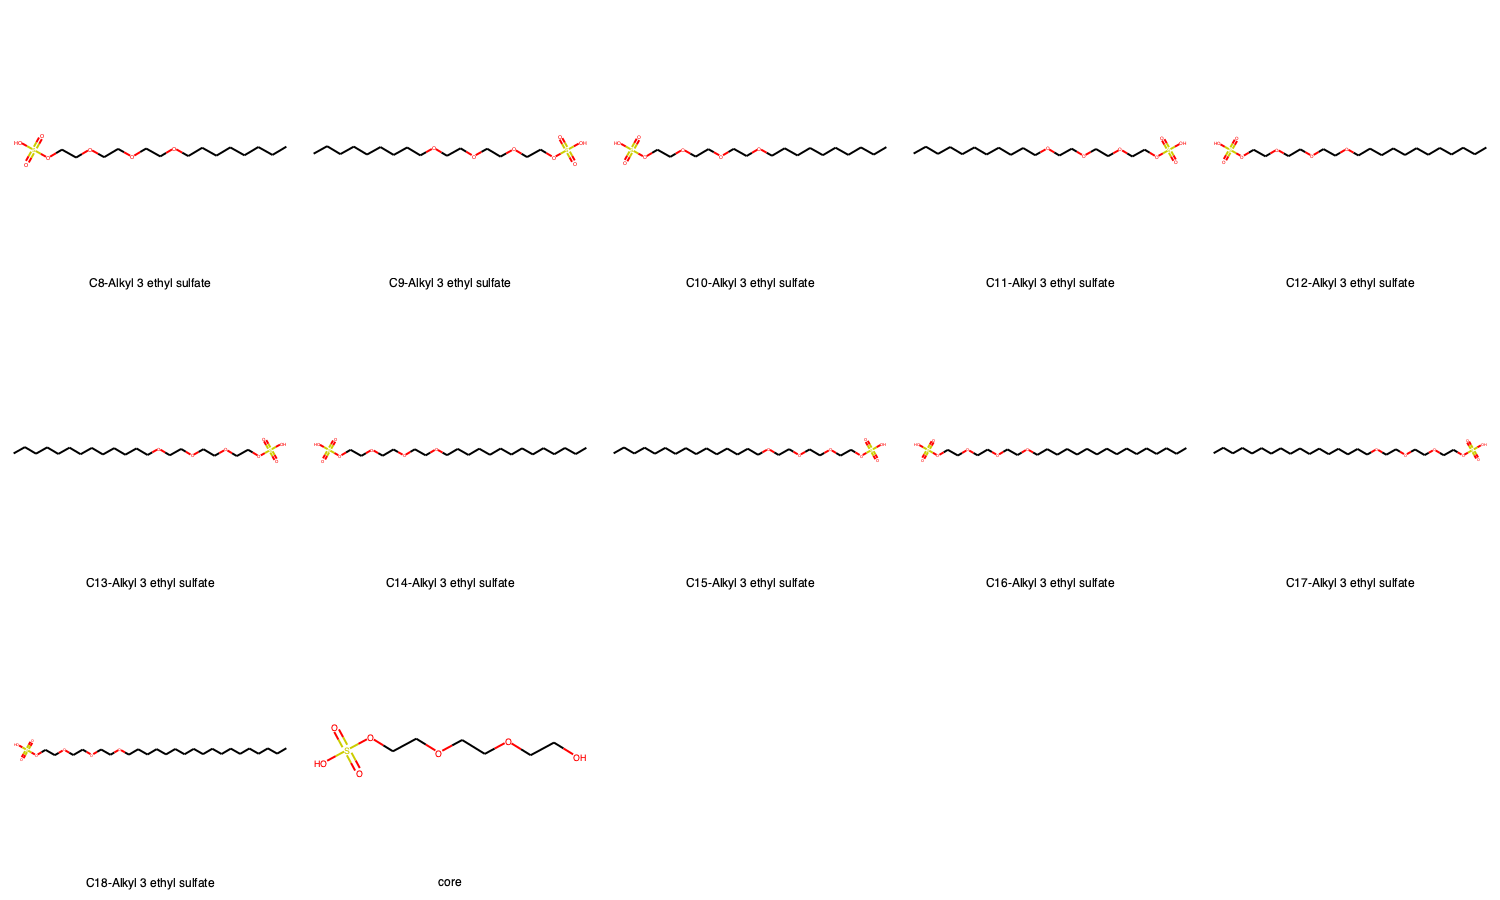 C8-Alkyl 3 ethyl sulfate
C9-Alkyl 3 ethyl sulfate
C10-Alkyl 3 ethyl sulfate
C11-Alkyl 3 ethyl sulfate
C12-Alkyl 3 ethyl sulfate
C13-Alkyl 3 ethyl sulfate
C14-Alkyl 3 ethyl sulfate
C15-Alkyl 3 ethyl sulfate
C16-Alkyl 3 ethyl sulfate
C17-Alkyl 3 ethyl sulfate
O
O
O
S
O
O
HO
O
OH
C18-Alkyl 3 ethyl sulfate
core